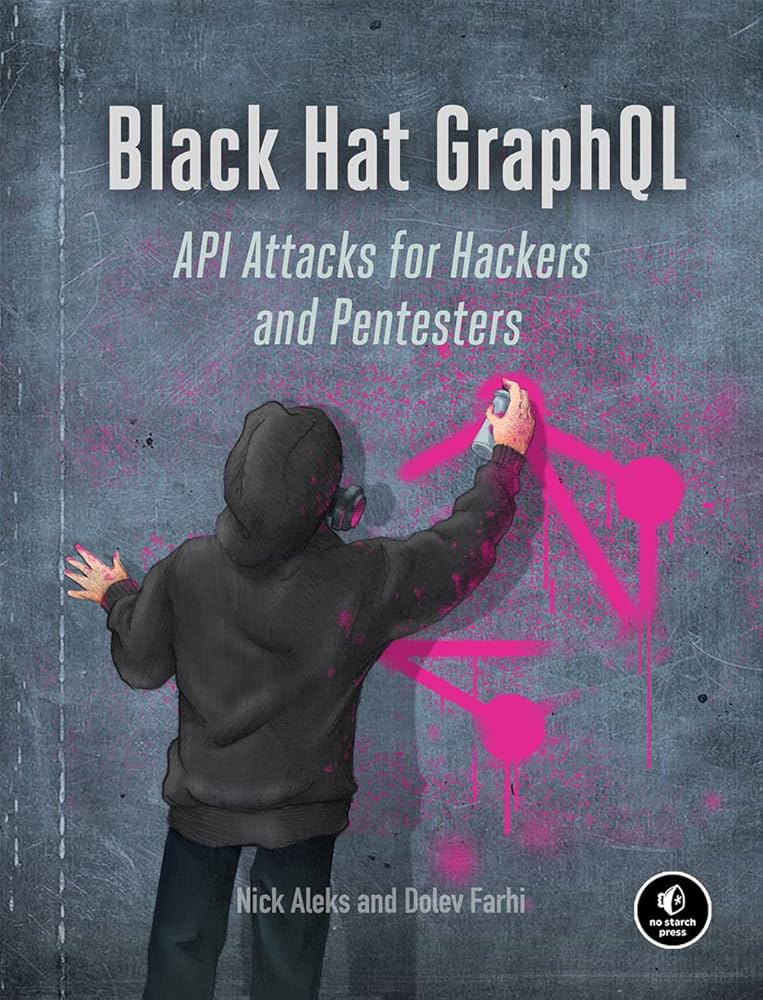 Black Hat GraphQL
API Attacks for Hackers
and Pentesters
Nick Aleks and Dolev Farhi
no starch
press